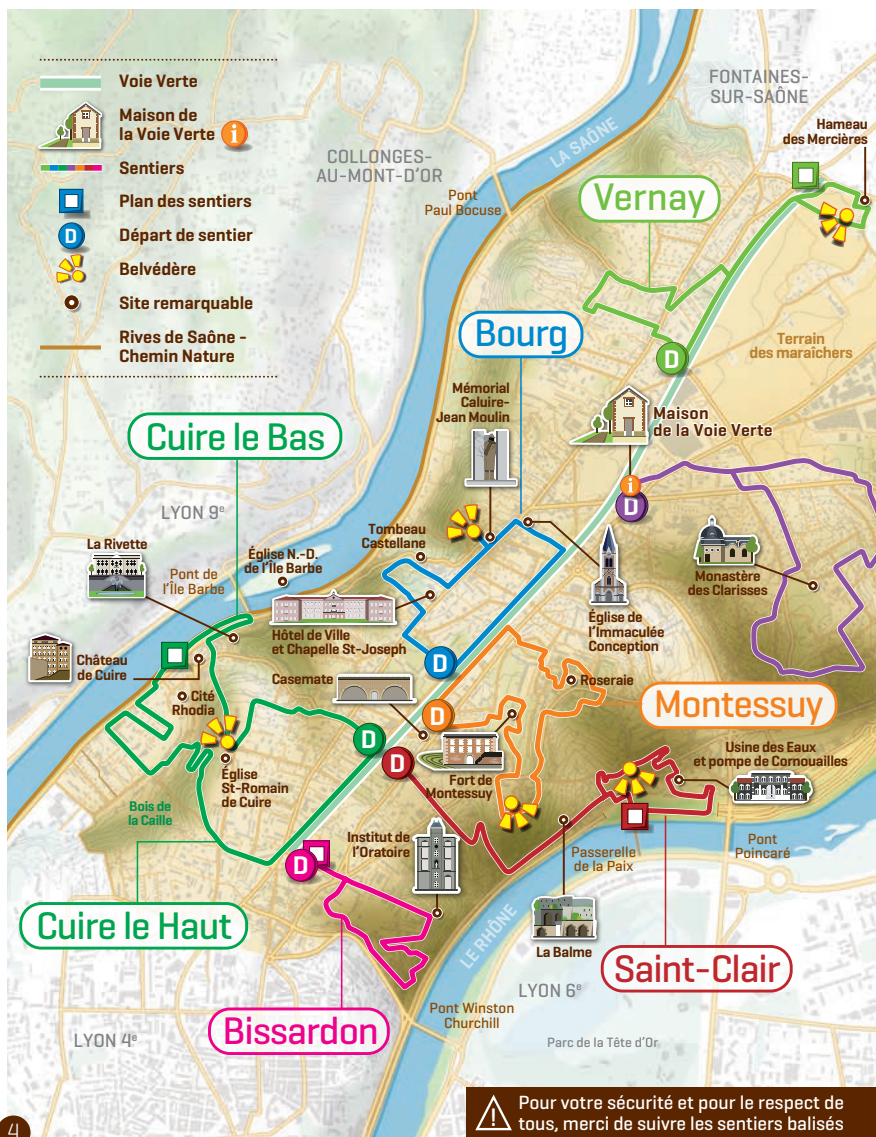 Voie Verte
Maison de
la Voie Verte i
Sentiers
Plan des sentiers
D Départ de sentier
Belvédère
Site remarquable
Rives de Saône -
Chemin Nature
FONTAINES-
SUR-SAÔNE
Hameau
des Mercières
LA SAÔNE
COLLONGES-
AU-MONT-D'OR
Pont
Paul Bocuse
Vernay
D
Bourg
Terrain
des maraîchers
Mémorial
Caluire-
Jean Moulin
Maison
de la Voie Verte
i
D
Cuire le Bas
LYON 9e
La Rivette
Pont de
l'Île Barbe
Église N.-D.
de l'Île Barbe
Tombeau
Castellane
Monastère
des Clarisses
Église de
l'Immaculée
Conception
Hôtel de Ville
et Chapelle St-Joseph
Château
de Cuire
D
Cité
Rhodia
Casemate
Roseraie
D
Montessuy
D
D
Fort de
Montessuy
Usine des Eaux
et pompe de Cornouailles
Église
St-Romain
de Cuire
Bois de
la Caille
Institut de
l'Oratoire
D
Passerelle
de la Paix
Pont
Poincaré
Cuire le Haut
LE RHÔNE
La Balme
Saint-Clair
LYON 6e
Bissardon
Pont Winston
Churchill
LYON 4e
Parc de la Tête d'Or
4
Pour votre sécurité et pour le respect de
tous, merci de suivre les sentiers balisés